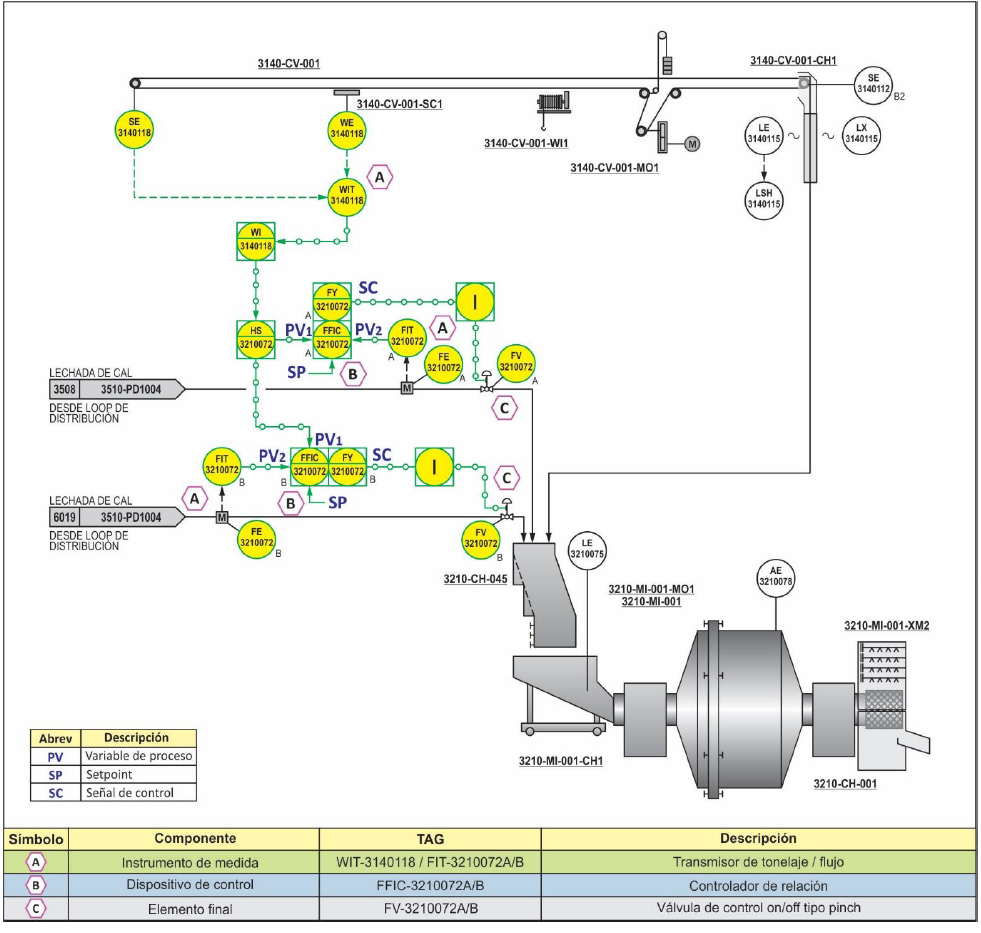 3140-CV-001
3140-CV-001-CH1
SE
3140112
B2
3140-CV-001-SC1
SE
3140118
WE
3140118
3140-CV-001-WI1
M
3140-CV-001-MO1
LE
3140115
LX
3140115
LSH
3140115
WIT
3140118
A
WI
3140118
FY
3210072
A
SC
I
HS
3210072
PV1
FFIC
3210072
A
PV2
FIT
3210072
A
A
SP
B
FE
3210072
A
FV
3210072
A
LECHADA DE CAL
3508 3510-PD1004
DESDE LOOP DE
DISTRIBUCIÓN
M
C
PV1
FIT
3210072
B
PV2
FFIC
3210072
B
FY
3210072
B
SC
I
C
A
B
SP
LECHADA DE CAL
6019 3510-PD1004
DESDE LOOP DE
DISTRIBUCIÓN
M
FE
3210072
B
FV
3210072
B
3210-CH-045
LE
3210075
3210-MI-001-MO1
3210-MI-001
AE
3210078
3210-MI-001-XM2
3210-MI-001-CH1
3210-CH-001
Abrev Descripción
PV Variable de proceso
SP Setpoint
SC Señal de control
Símbolo Componente TAG Descripción
A Instrumento de medida WIT-3140118 / FIT-3210072A/B Transmisor de tonelaje / flujo
B Dispositivo de control FFIC-3210072A/B Controlador de relación
C Elemento final FV-3210072A/B Válvula de control on/off tipo pinch